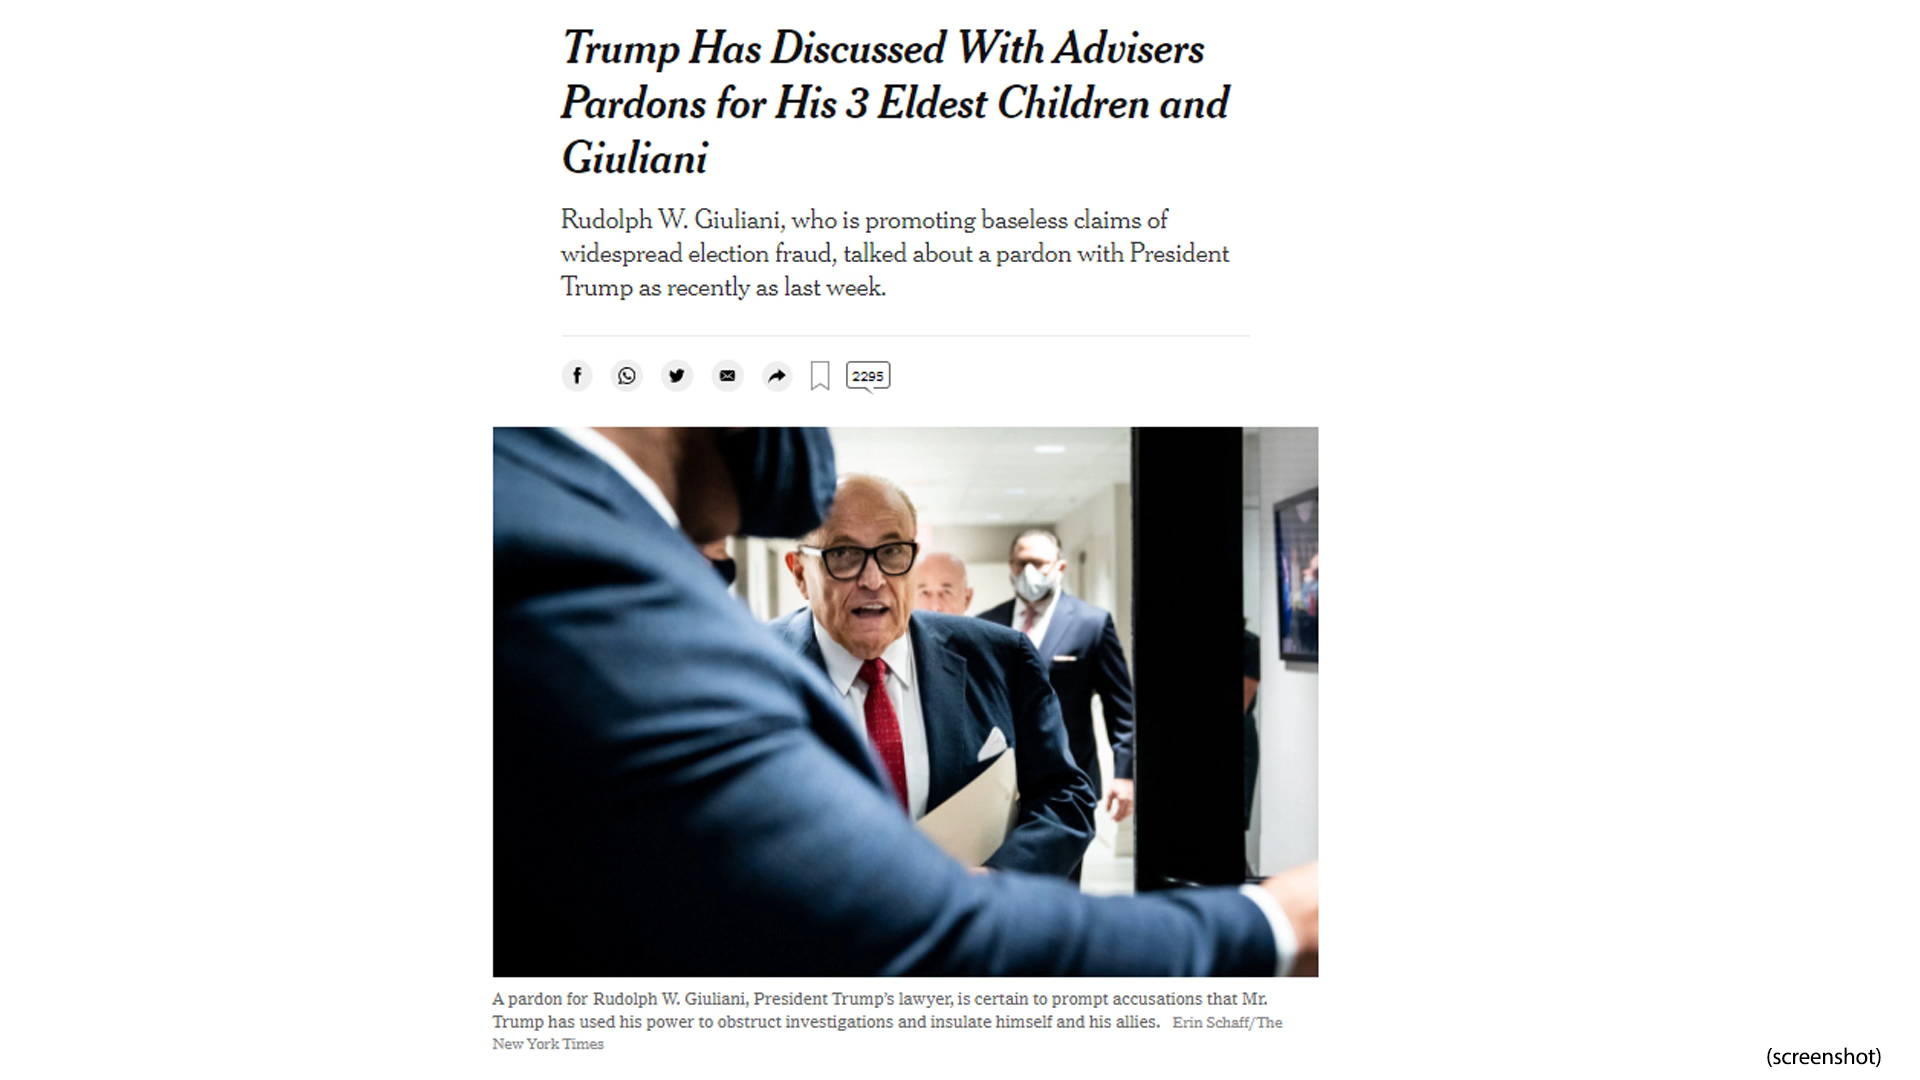 Trump Has Discussed With Advisers
Pardons for His 3 Eldest Children and
Giuliani
Rudolph W. Giuliani, who is promoting baseless claims of
widespread election fraud, talked about a pardon with President
Trump as recently as last week.
2295
A pardon for Rudolph W. Giuliani, President Trump’s lawyer, is certain to prompt accusations that Mr.
Trump has used his power to obstruct investigations and insulate himself and his allies. Erin Schaff/The
New York Times
(screenshot)